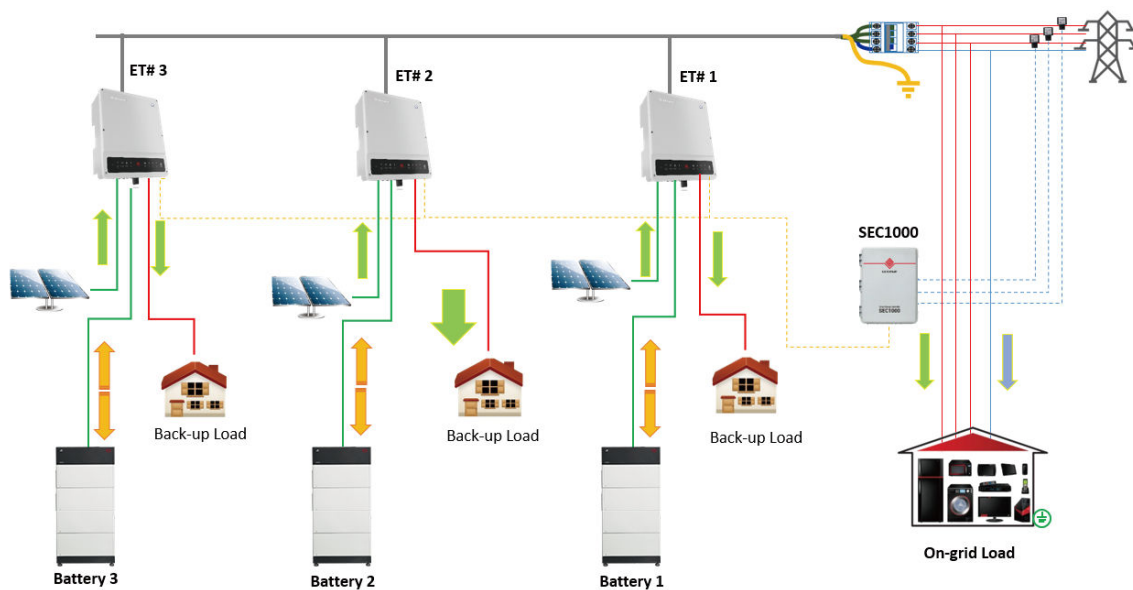 ET# 3
ET# 2
ET# 1
SEC1000
SEC1000
Back-up Load
Back-up Load
Back-up Load
On-grid Load
Battery 3
Battery 2
Battery 1